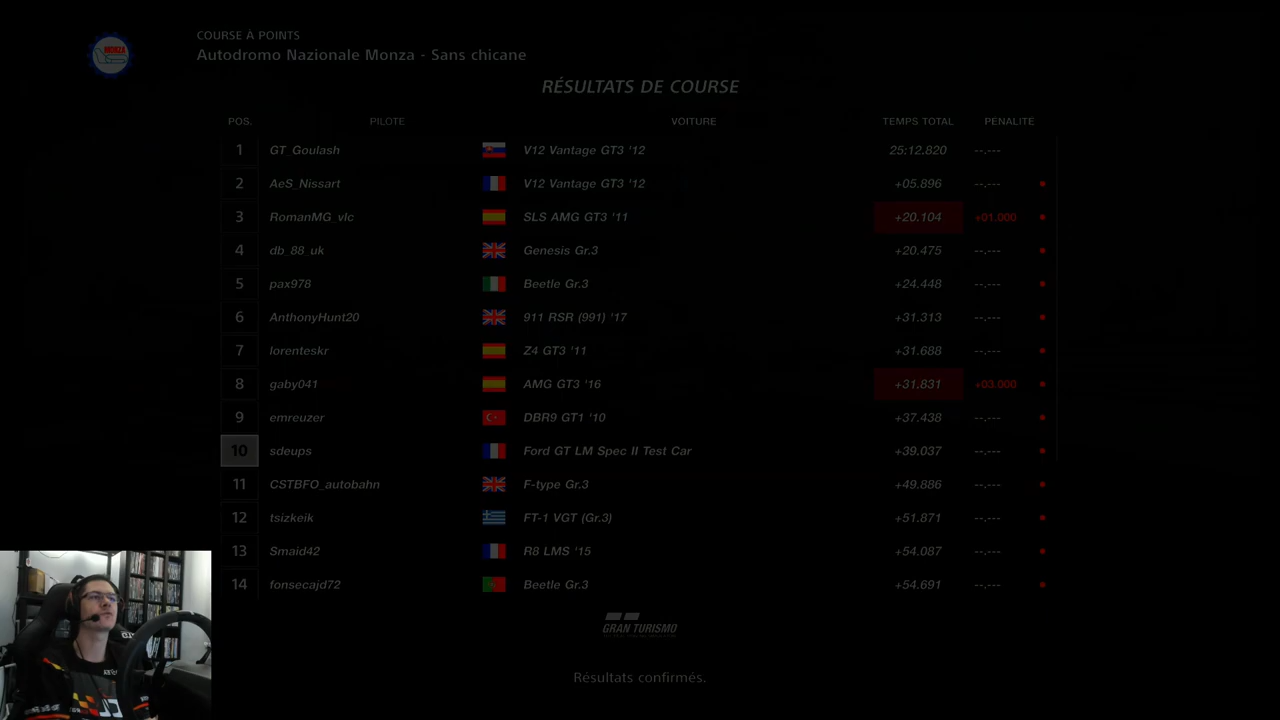 COURSE À POINTS
Autodromo Nazionale Monza - Sans chicane
MONZA
RÉSULTATS DE COURSE
POS. PILOTE VOITURE TEMPS TOTAL PÉNALITÉ
1 GT_Goulash V12 Vantage GT3 '12 25:12.820 --.---
2 AeS_Nissart V12 Vantage GT3 '12 +05.896 --.---
3 RomanMG_vlc SLS AMG GT3 '11 +20.104 +01.000
4 db_88_uk Genesis Gr.3 +20.475 --.---
5 pax978 Beetle Gr.3 +24.448 --.---
6 AnthonyHunt20 911 RSR (991) '17 +31.313 --.---
7 lorenteskr Z4 GT3 '11 +31.688 --.---
8 gaby041 AMG GT3 '16 +31.831 +03.000
9 emreuzer DBR9 GT1 '10 +37.438 --.---
10 sdeups Ford GT LM Spec II Test Car +39.037 --.---
11 CSTBFO_autobahn F-type Gr.3 +49.886 --.---
12 tsizkeik FT-1 VGT (Gr.3) +51.871 --.---
13 Smaid42 R8 LMS '15 +54.087 --.---
14 fonsecajd72 Beetle Gr.3 +54.691 --.---
GRAN TURISMO
Résultats confirmés.